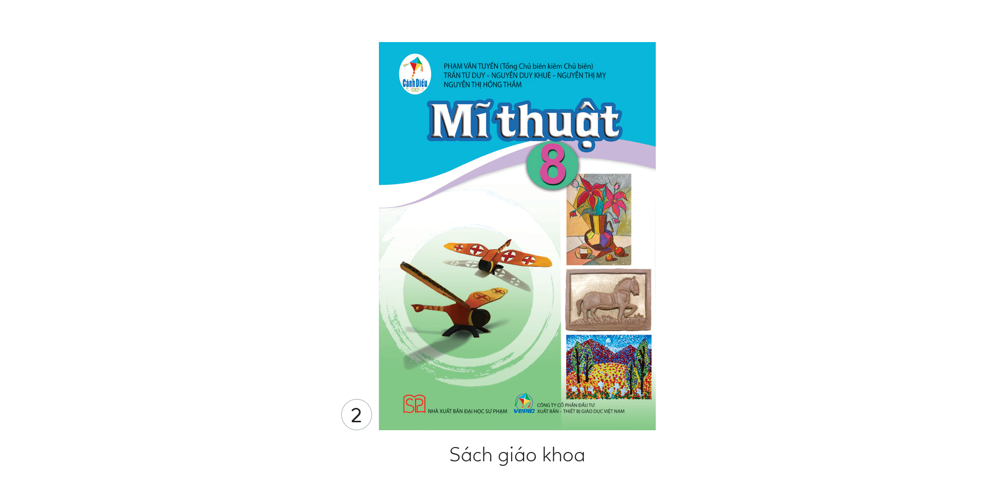 Cánh Diều
PHẠM VĂN TUYẾN (Tổng Chủ biên kiêm Chủ biên)
TRẦN TỪ DUY – NGUYỄN DUY KHUÊ – NGUYỄN THỊ MỴ
NGUYỄN THỊ HỒNG THẮM
Mĩ thuật
8
SP
NHÀ XUẤT BẢN ĐẠI HỌC SƯ PHẠM
VEPIC
CÔNG TY CỔ PHẦN ĐẦU TƯ
XUẤT BẢN – THIẾT BỊ GIÁO DỤC VIỆT NAM
2
Sách giáo khoa